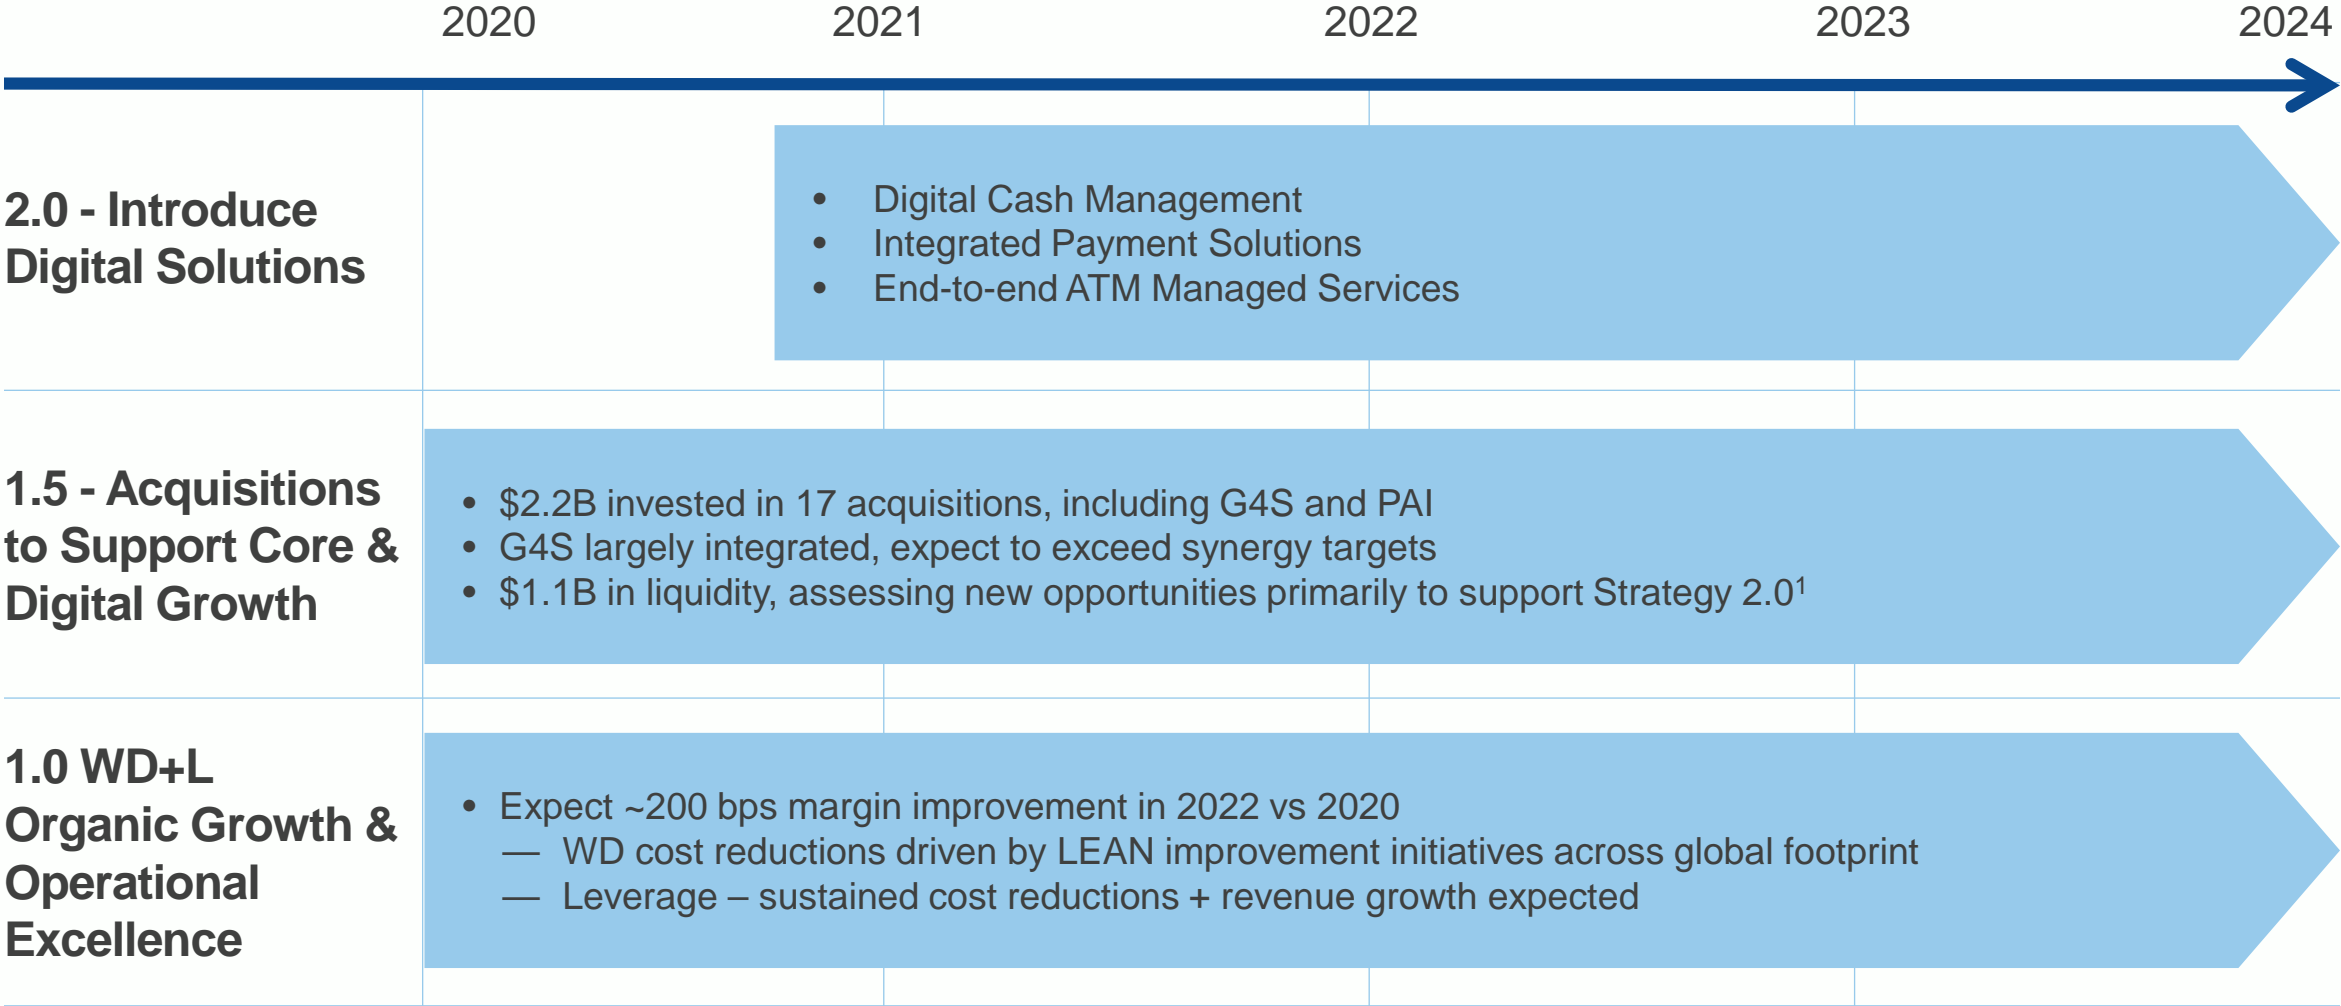 2020 2021 2022 2023 2024
2.0 - Introduce
Digital Solutions
• Digital Cash Management
• Integrated Payment Solutions
• End-to-end ATM Managed Services
1.5 - Acquisitions
to Support Core &
Digital Growth
• $2.2B invested in 17 acquisitions, including G4S and PAI
• G4S largely integrated, expect to exceed synergy targets
• $1.1B in liquidity, assessing new opportunities primarily to support Strategy 2.0¹
1.0 WD+L
Organic Growth &
Operational
Excellence
• Expect ~200 bps margin improvement in 2022 vs 2020
— WD cost reductions driven by LEAN improvement initiatives across global footprint
— Leverage – sustained cost reductions + revenue growth expected